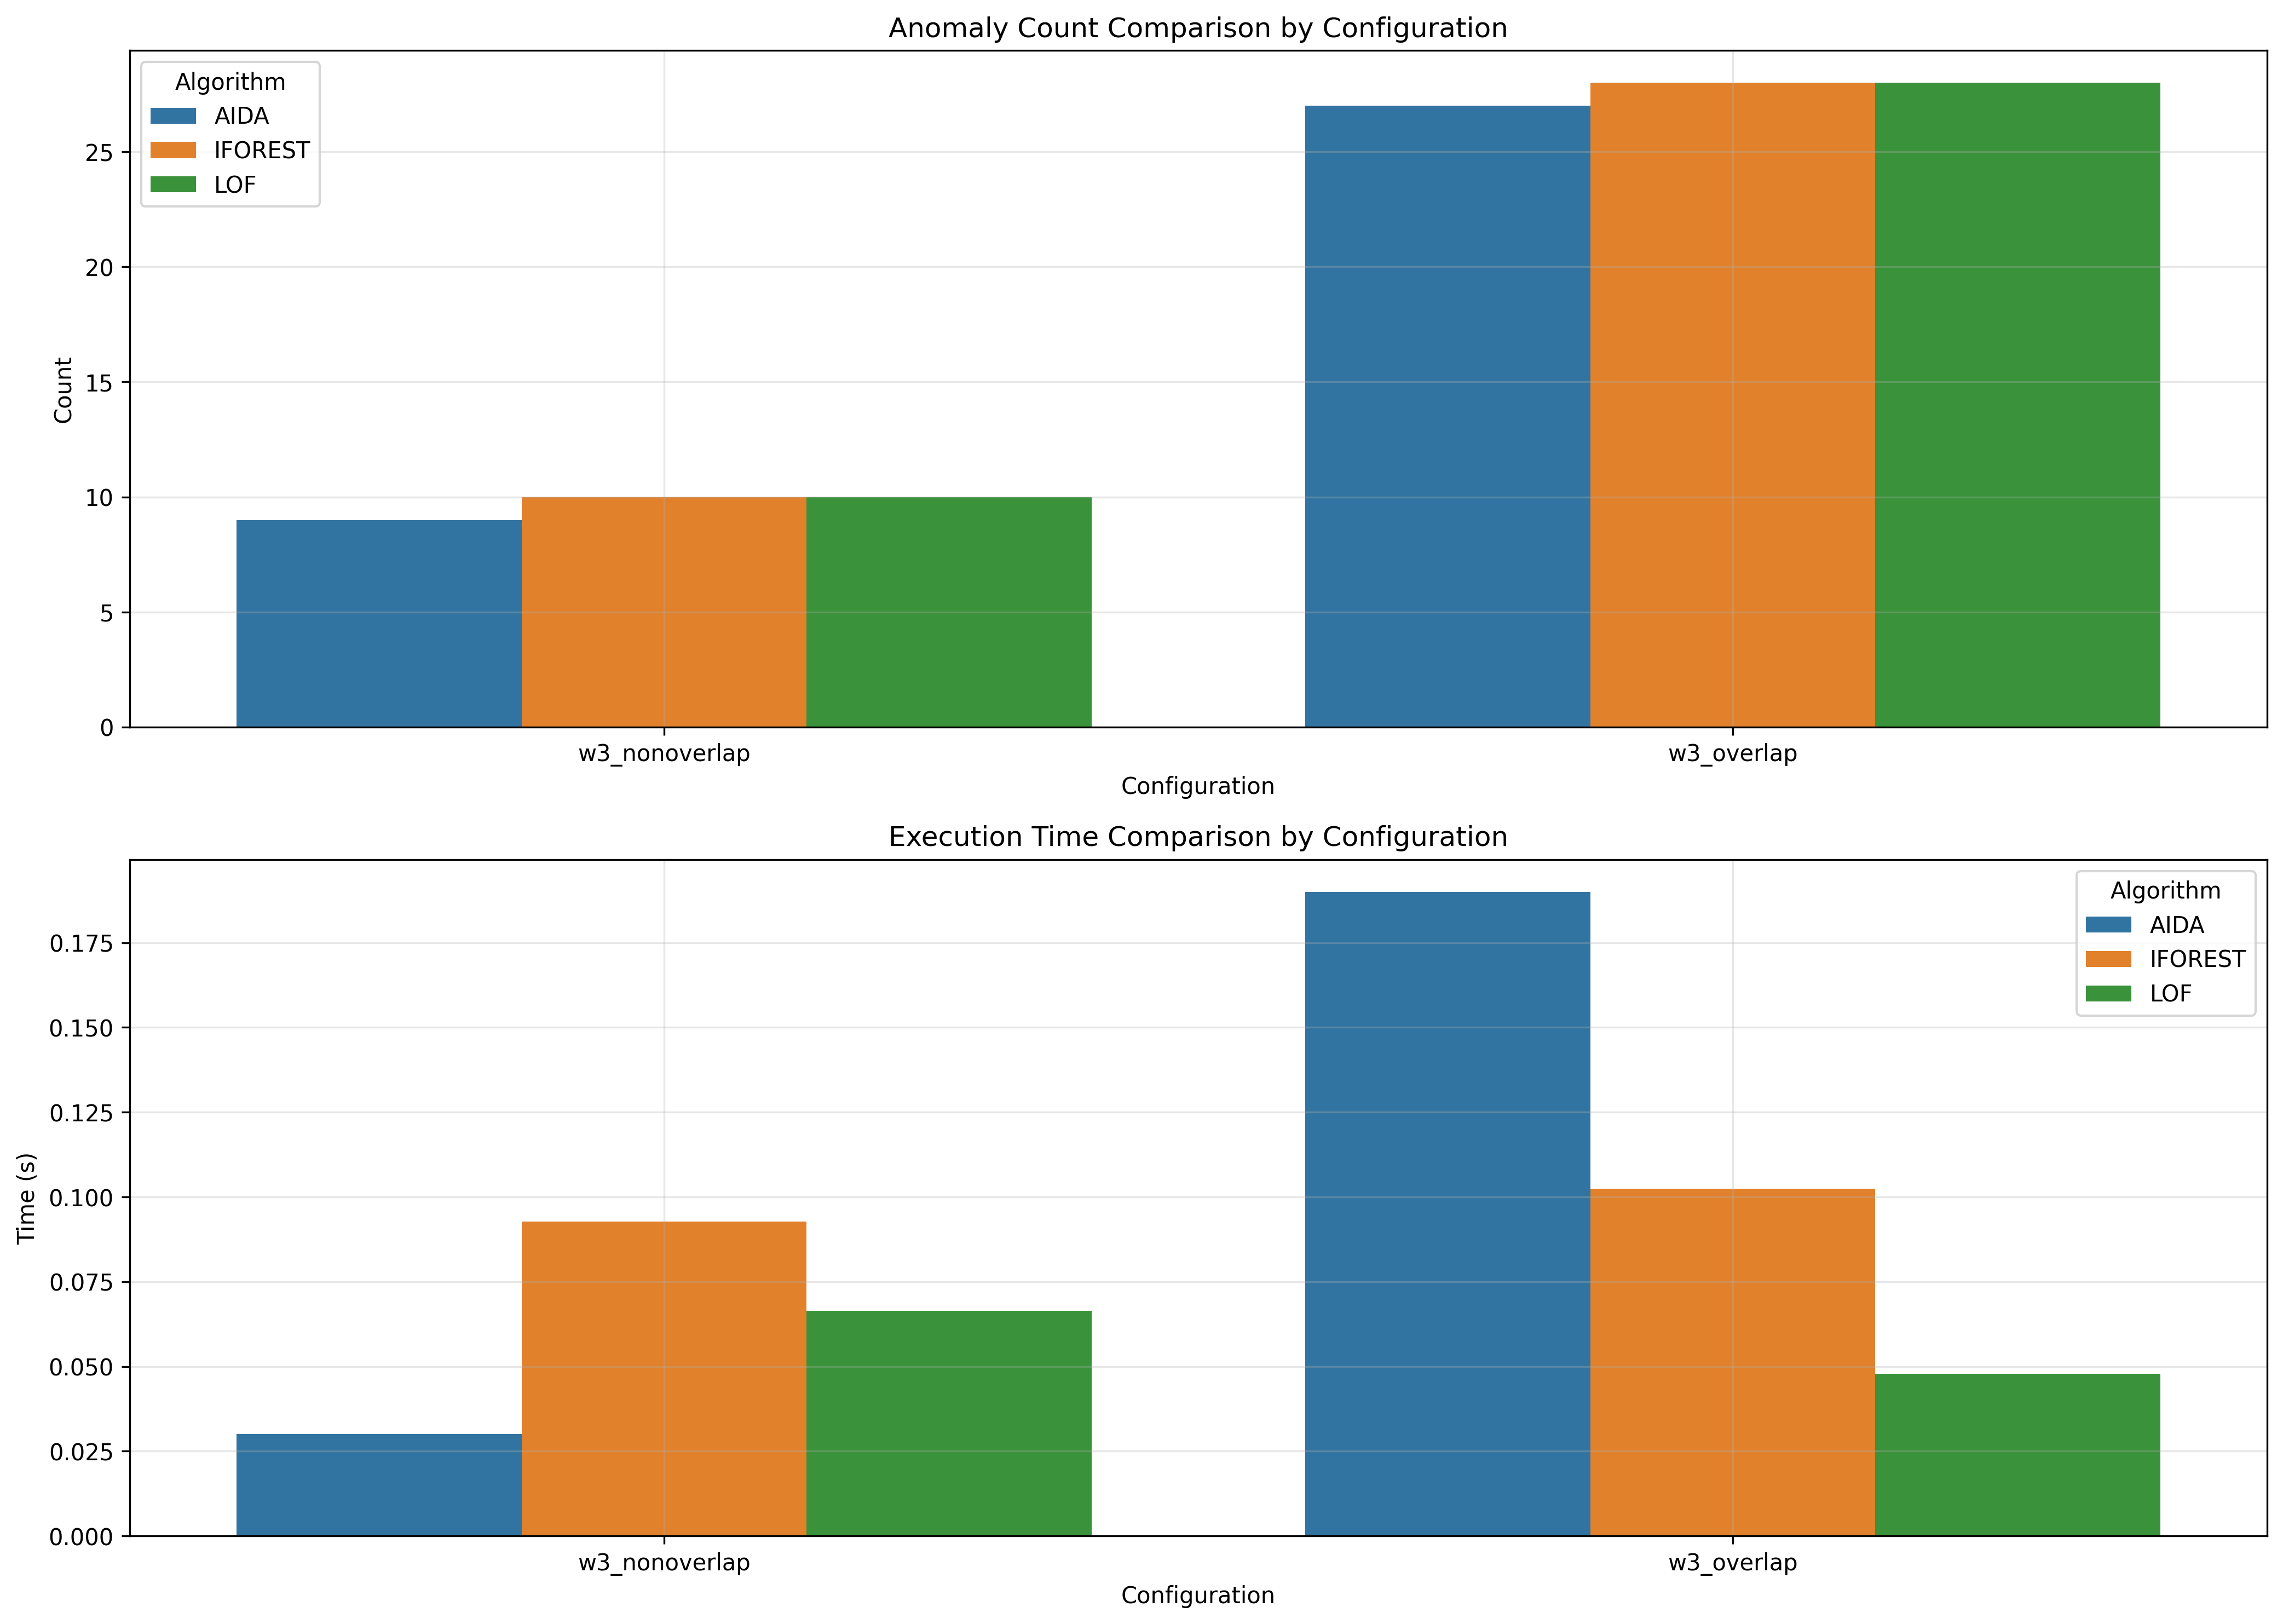 Anomaly Count Comparison by Configuration
Algorithm
AIDA
IFOREST
LOF
25
20
15
10
5
0
Count
w3_nonoverlap
w3_overlap
Configuration
Execution Time Comparison by Configuration
Algorithm
AIDA
IFOREST
LOF
0.175
0.150
0.125
0.100
0.075
0.050
0.025
0.000
Time (s)
w3_nonoverlap
w3_overlap
Configuration